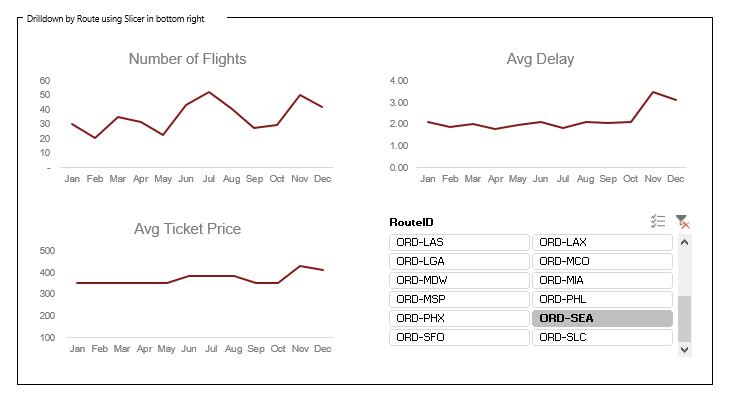 Drilldown by Route using Slicer in bottom right
Number of Flights
60
50
40
30
20
10
-
Jan Feb Mar Apr May Jun Jul Aug Sep Oct Nov Dec
Avg Delay
4.00
3.00
2.00
1.00
0.00
Jan Feb Mar Apr May Jun Jul Aug Sep Oct Nov Dec
Avg Ticket Price
500
400
300
200
100
Jan Feb Mar Apr May Jun Jul Aug Sep Oct Nov Dec
RouteID
ORD-LAS ORD-LAX
ORD-LGA ORD-MCO
ORD-MDW ORD-MIA
ORD-MSP ORD-PHL
ORD-PHX ORD-SEA
ORD-SFO ORD-SLC